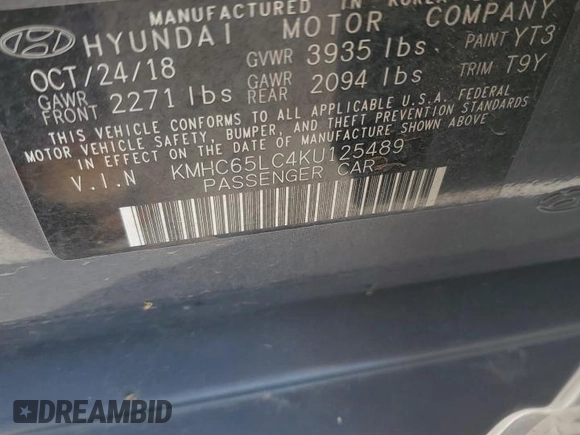 MANUFACTURED IN KOREA
HYUNDAI MOTOR COMPANY
OCT/24/18 GVWR 3935 lbs. PAINT YT3
GAWR FRONT 2271 lbs GAWR REAR 2094 lbs TRIM T9Y
THIS VEHICLE CONFORMS TO ALL APPLICABLE U.S.A. FEDERAL
MOTOR VEHICLE SAFETY, BUMPER, AND THEFT PREVENTION STANDARDS
IN EFFECT ON THE DATE OF MANUFACTURE SHOWN ABOVE.
V.I.N KMHC65LC4KU125489
PASSENGER CAR
DREAMBID